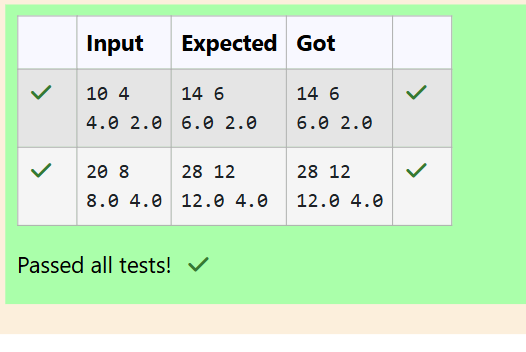 Input Expected Got
10 4 14 6 14 6
4.0 2.0 6.0 2.0 6.0 2.0
20 8 28 12 28 12
8.0 4.0 12.0 4.0 12.0 4.0
Passed all tests!